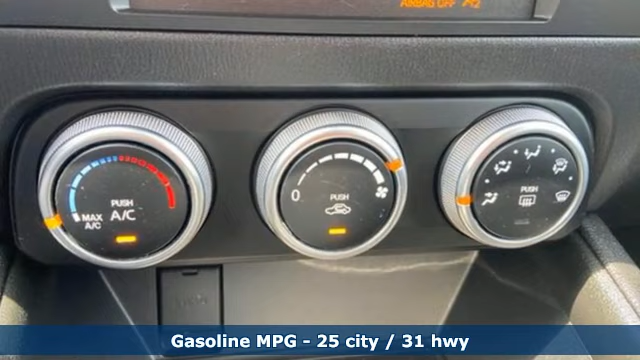 AIRBAG OFF
PUSH
A/C
MAX
A/C
0
PUSH
PUSH
Gasoline MPG - 25 city / 31 hwy